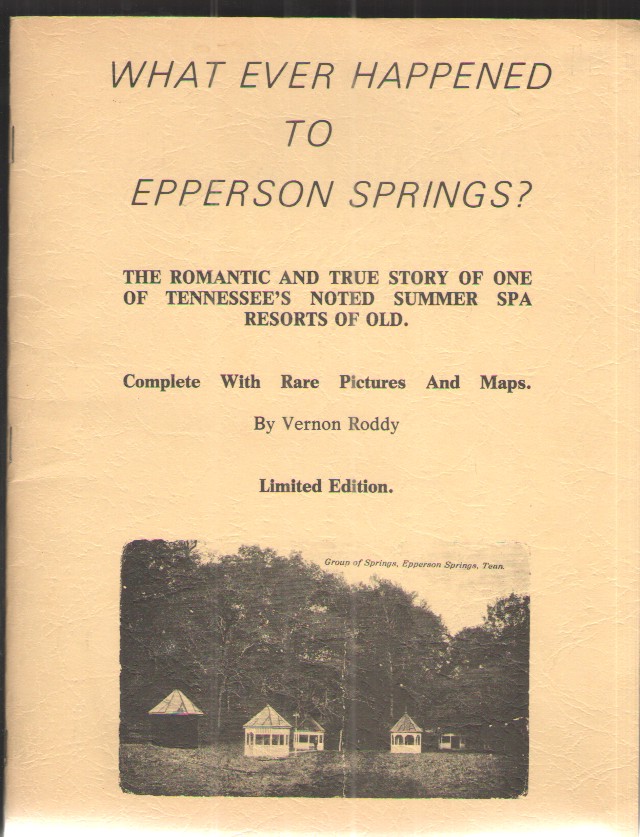 WHAT EVER HAPPENED
TO
EPPERSON SPRINGS?
THE ROMANTIC AND TRUE STORY OF ONE
OF TENNESSEE'S NOTED SUMMER SPA
RESORTS OF OLD.
Complete With Rare Pictures And Maps.
By Vernon Roddy
Limited Edition.
Group of Springs, Epperson Springs, Tenn.